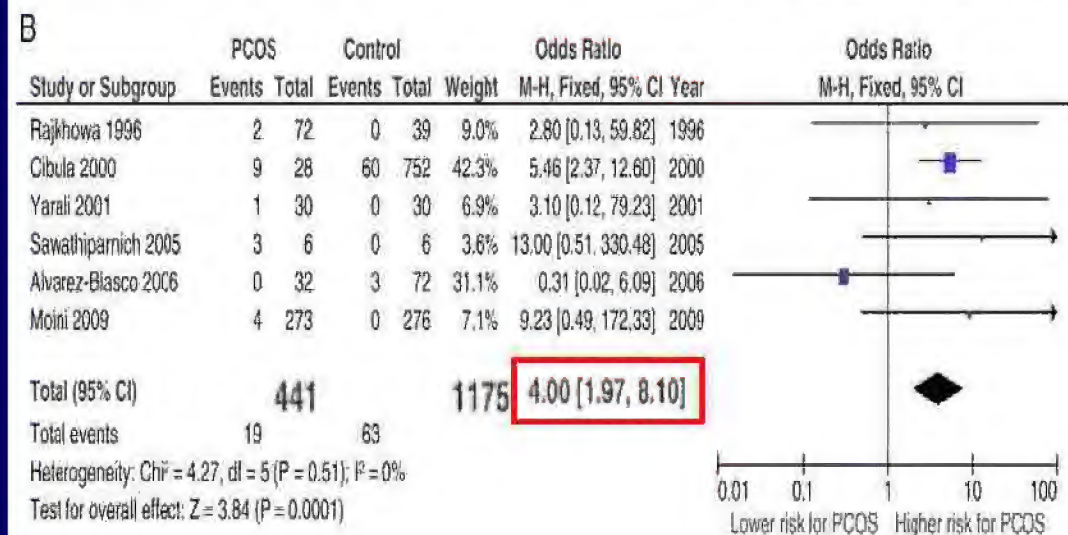 B
PCOS Control Odds Ratio Odds Ratio
Study or Subgroup Events Total Events Total Weight M-H, Fixed, 95% CI Year M-H, Fixed, 95% CI
Rajkhowa 1996 2 72 0 39 9.0% 2.80 [0.13, 59.82] 1996
Cibula 2000 9 28 60 752 42.3% 5.46 [2.37, 12.60] 2000
Yarali 2001 1 30 0 30 6.9% 3.10 [0.12, 79.23] 2001
Sawathiparnich 2005 3 6 0 6 3.6% 13.00 [0.51, 330.48] 2005
Alvarez-Blasco 2006 0 32 3 72 31.1% 0.31 [0.02, 6.09] 2006
Moini 2009 4 273 0 276 7.1% 9.23 [0.49, 172.33] 2009
Total (95% CI) 441 1175 4.00 [1.97, 8.10]
Total events 19 63
Heterogeneity: Chi² = 4.27, df = 5 (P = 0.51); I² = 0%
Test for overall effect: Z = 3.84 (P = 0.0001)
0.01 0.1 1 10 100
Lower risk for PCOS Higher risk for PCOS